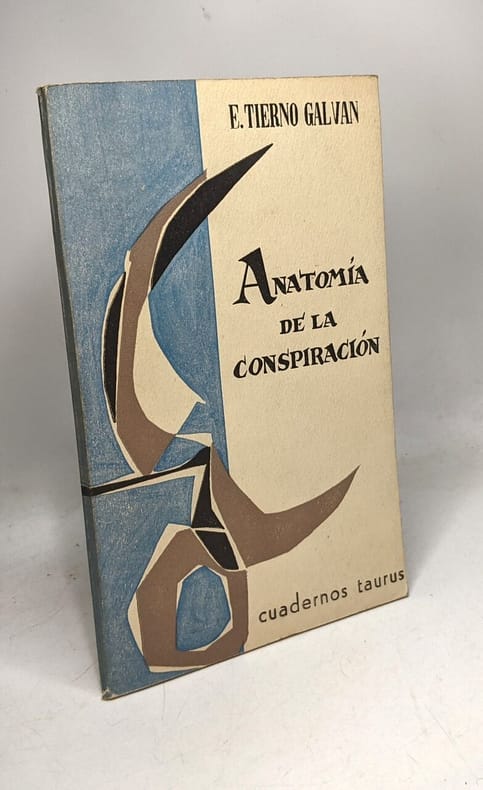 E. TIERNO GALVAN
ANATOMÍA
DE LA
CONSPIRACIÓN
cuadernos taurus